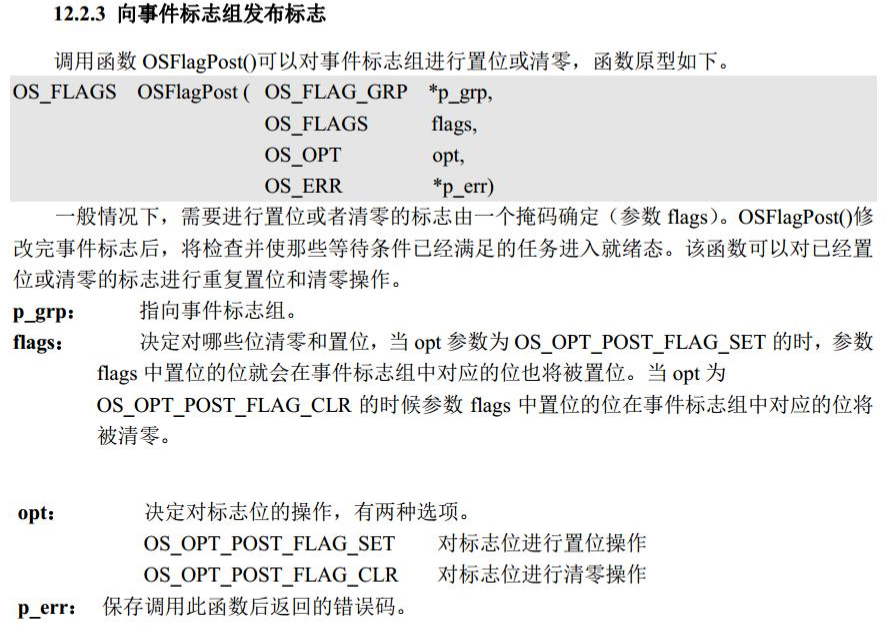 12.2.3 向事件标志组发布标志
调用函数 OSFlagPost()可以对事件标志组进行置位或清零，函数原型如下。
OS_FLAGS OSFlagPost ( OS_FLAG_GRP *p_grp,
OS_FLAGS flags,
OS_OPT opt,
OS_ERR *p_err)
一般情况下，需要进行置位或者清零的标志由一个掩码确定（参数 flags）。OSFlagPost()修
改完事件标志后，将检查并使那些等待条件已经满足的任务进入就绪态。该函数可以对已经置
位或清零的标志进行重复置位和清零操作。
p_grp： 指向事件标志组。
flags： 决定对哪些位清零和置位，当 opt 参数为 OS_OPT_POST_FLAG_SET 的时，参数
flags 中置位的位就会在事件标志组中对应的位也将被置位。当 opt 为
OS_OPT_POST_FLAG_CLR 的时候参数 flags 中置位的位在事件标志组中对应的位将
被清零。
opt： 决定对标志位的操作，有两种选项。
OS_OPT_POST_FLAG_SET 对标志位进行置位操作
OS_OPT_POST_FLAG_CLR 对标志位进行清零操作
p_err： 保存调用此函数后返回的错误码。